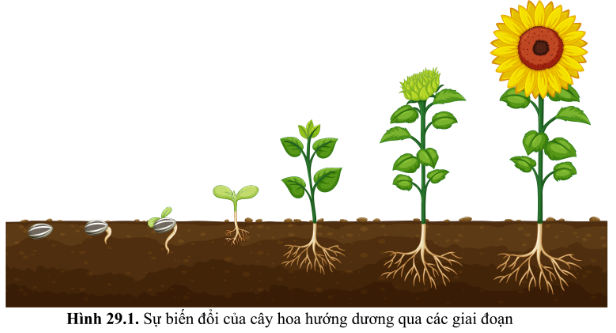 Hình 29.1. Sự biến đổi của cây hoa hướng dương qua các giai đoạn